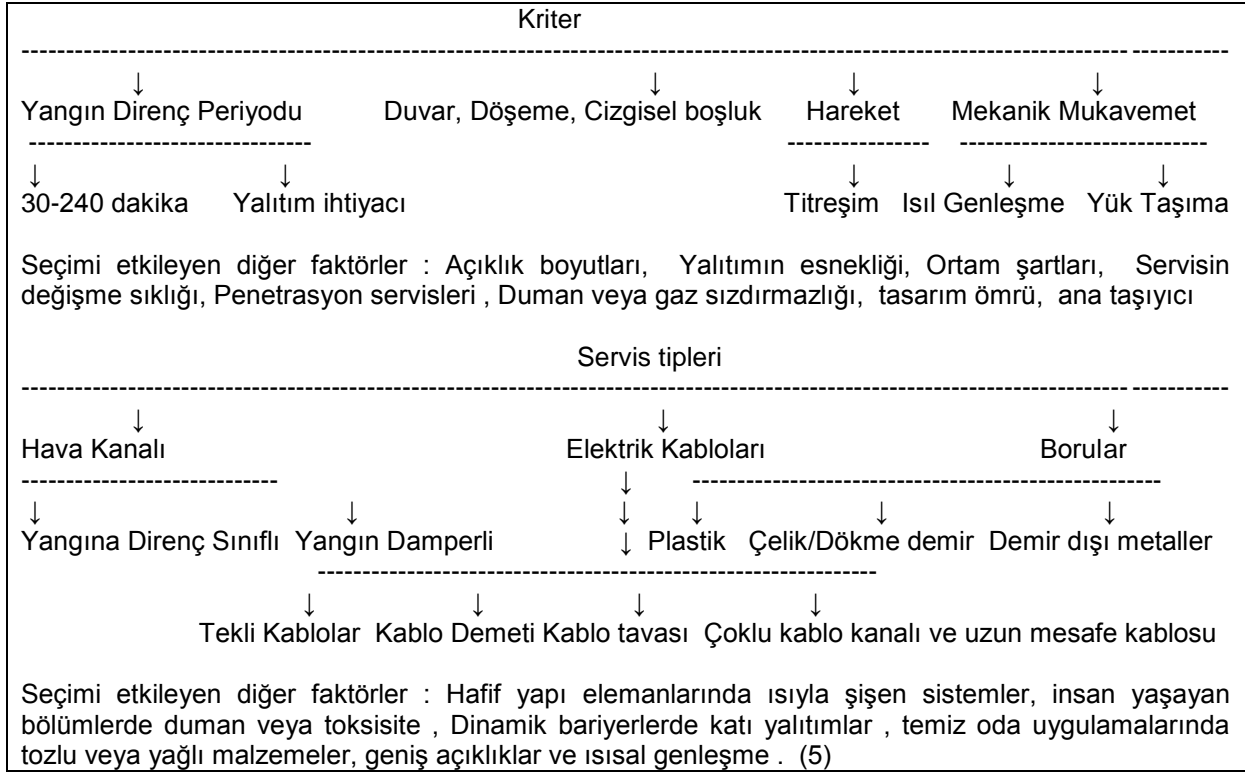 Kriter
--------------------------------------------------------------------------------------------------------------------------- -----------
↓ ↓ ↓ ↓
Yangın Direnç Periyodu Duvar, Döşeme, Cizgisel boşluk Hareket Mekanik Mukavemet
-------------------------------- ---------------- ----------------------------
↓ ↓ ↓ ↓ ↓
30-240 dakika Yalıtım ihtiyacı Titreşim Isıl Genleşme Yük Taşıma
Seçimi etkileyen diğer faktörler : Açıklık boyutları, Yalıtımın esnekliği, Ortam şartları, Servisin
değişme sıklığı, Penetrasyon servisleri , Duman veya gaz sızdırmazlığı, tasarım ömrü, ana taşıyıcı
Servis tipleri
--------------------------------------------------------------------------------------------------------------------------- -----------
↓ ↓ ↓
Hava Kanalı Elektrik Kabloları Borular
----------------------------- ↓ -----------------------------------------------------
↓ ↓ ↓ ↓ ↓ ↓
Yangına Direnç Sınıflı Yangın Damperli ↓ Plastik Çelik/Dökme demir Demir dışı metaller
---------------------------------------------------------------
↓ ↓ ↓ ↓
Tekli Kablolar Kablo Demeti Kablo tavası Çoklu kablo kanalı ve uzun mesafe kablosu
Seçimi etkileyen diğer faktörler : Hafif yapı elemanlarında ısıyla şişen sistemler, insan yaşayan
bölümlerde duman veya toksisite , Dinamik bariyerlerde katı yalıtımlar , temiz oda uygulamalarında
tozlu veya yağlı malzemeler, geniş açıklıklar ve ısısal genleşme . (5)